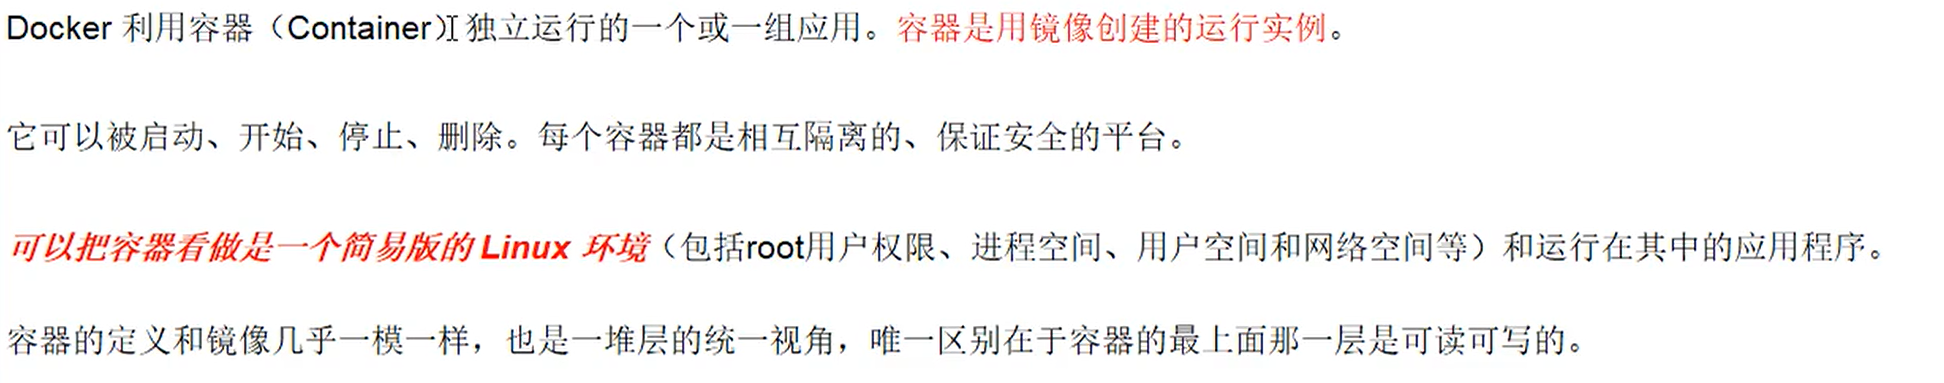 Docker 利用容器（Container）独立运行的一个或一组应用。容器是用镜像创建的运行实例。
它可以被启动、开始、停止、删除。每个容器都是相互隔离的、保证安全的平台。
可以把容器看做是一个简易版的 Linux 环境（包括root用户权限、进程空间、用户空间和网络空间等）和运行在其中的应用程序。
容器的定义和镜像几乎一模一样，也是一堆层的统一视角，唯一区别在于容器的最上面那一层是可读可写的。